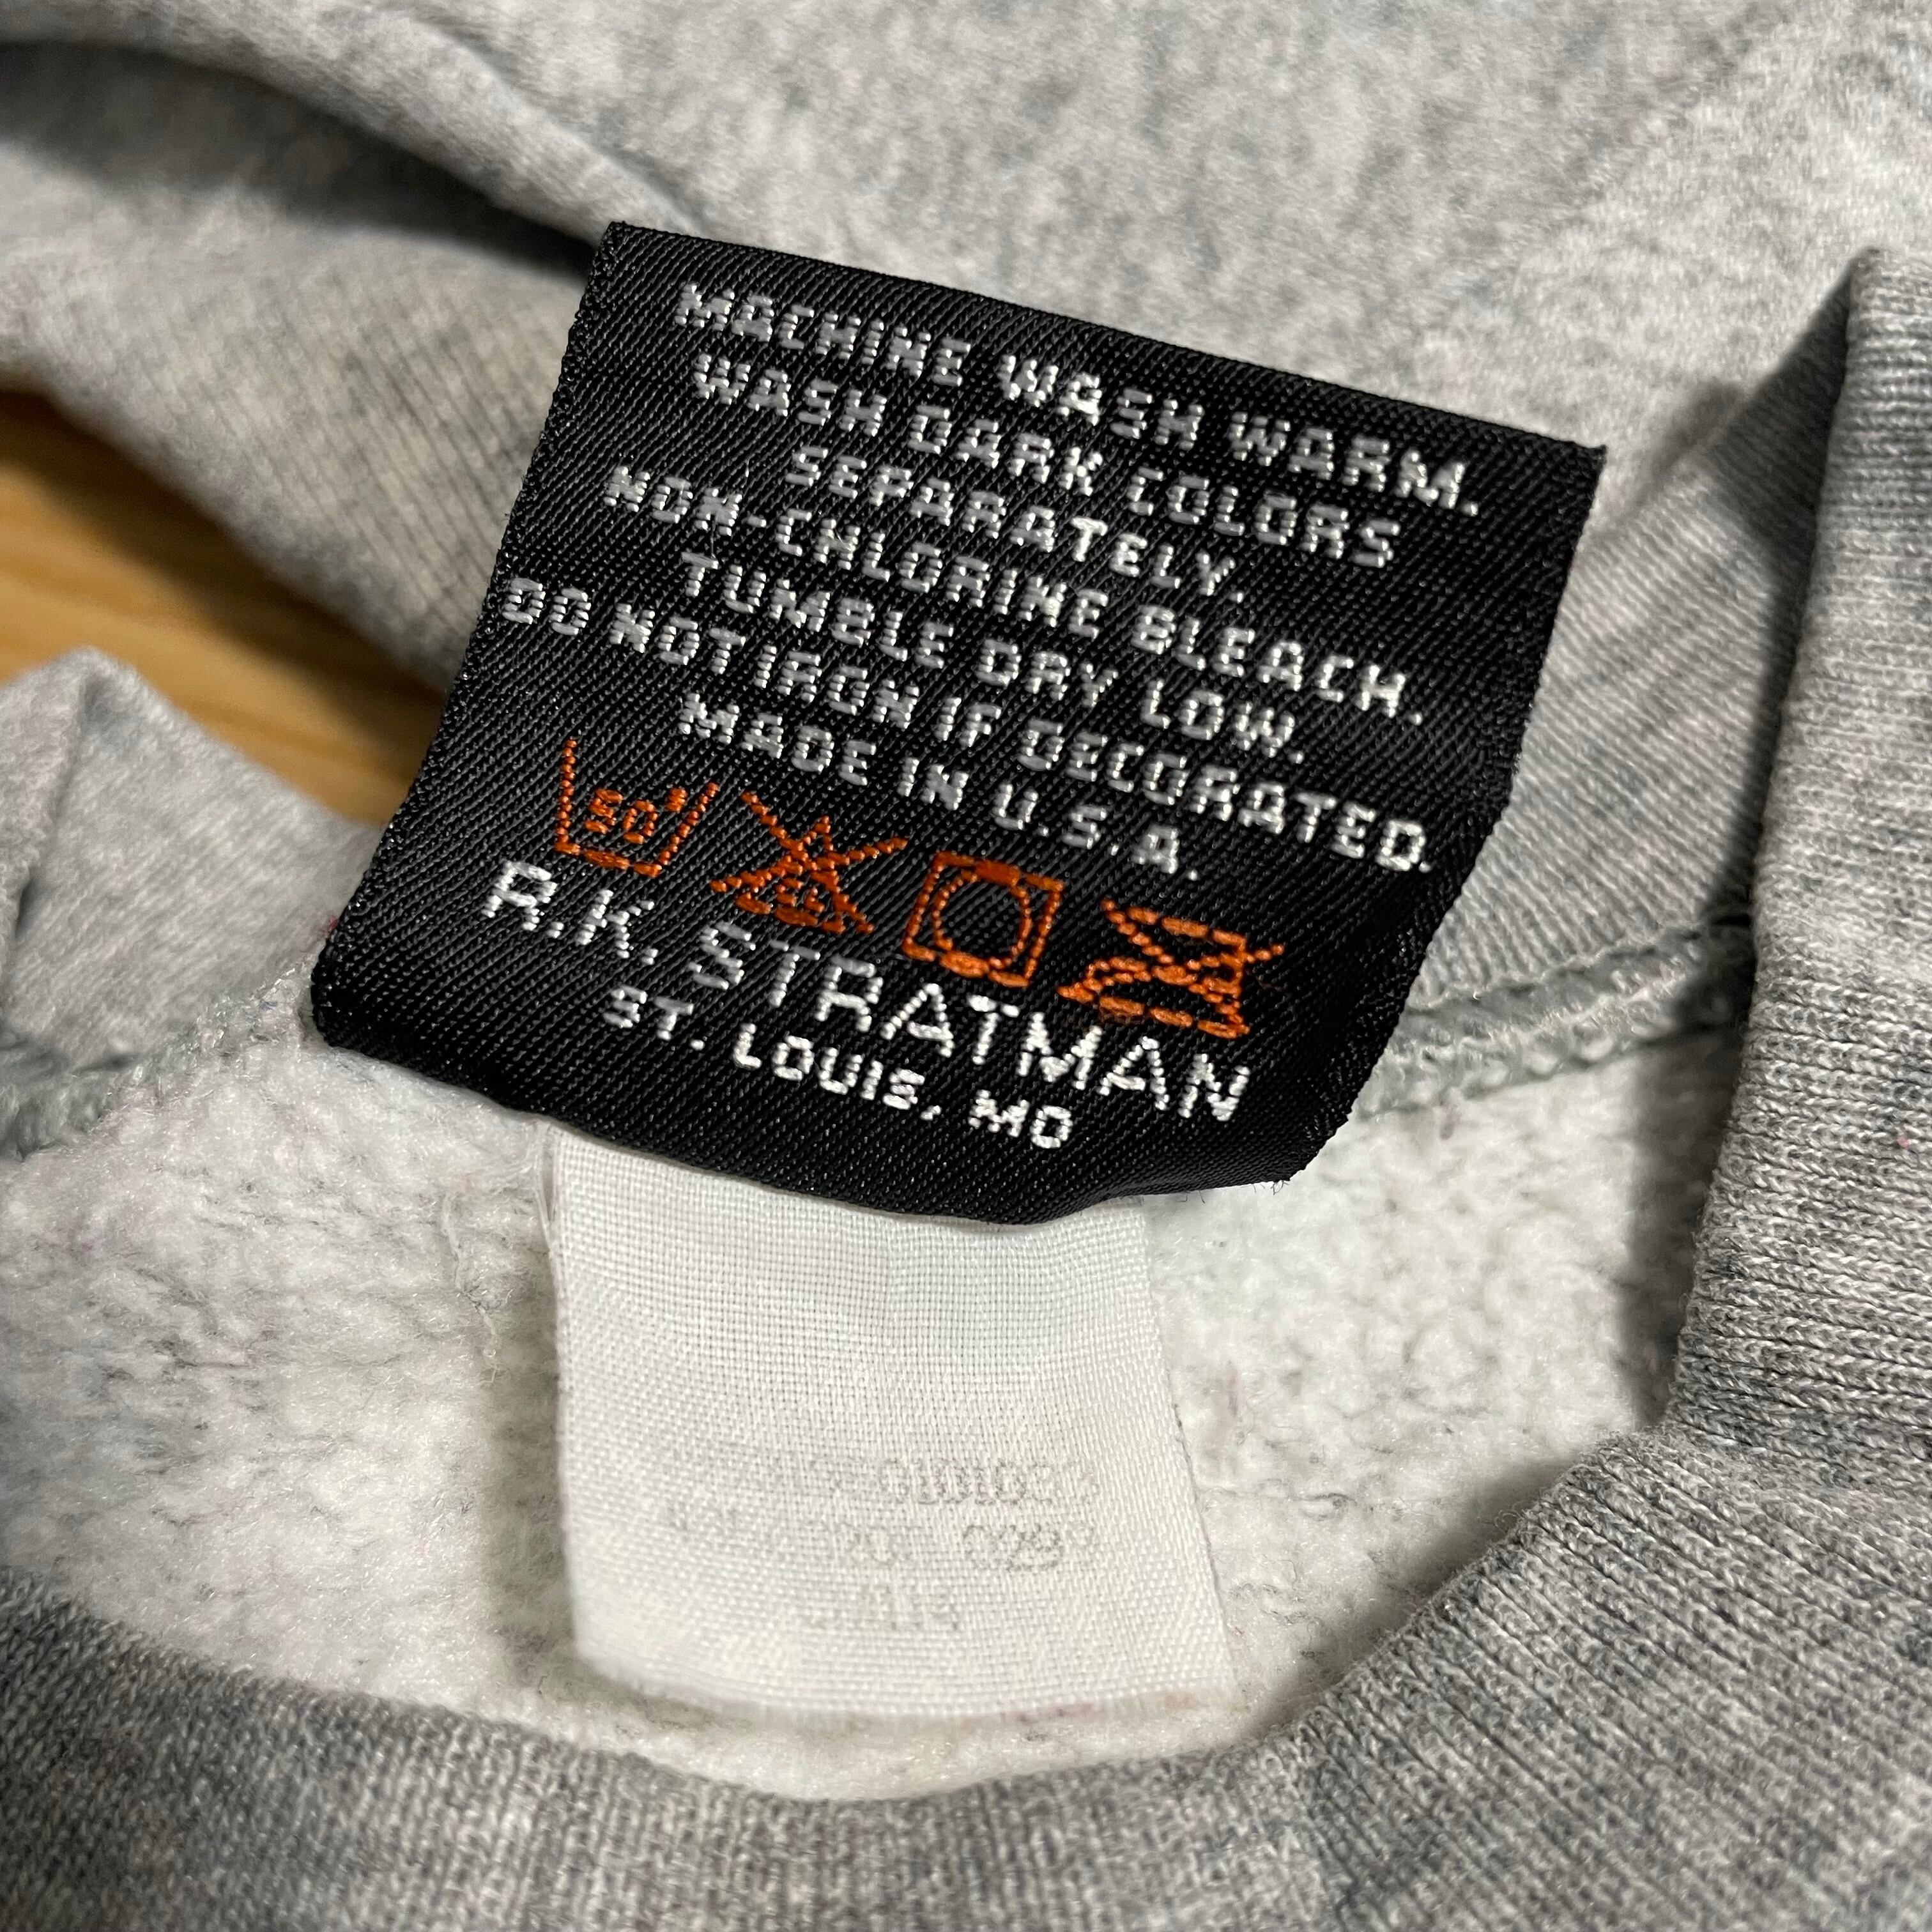 MACHINE WASH WARM.
WASH DARK COLORS
SEPARATELY.
NON-CHLORINE BLEACH.
TUMBLE DRY LOW.
DO NOT IRON IF DECORATED.
MADE IN U.S.A.
50°
CL
R.K. STRATMAN
ST. LOUIS, MO